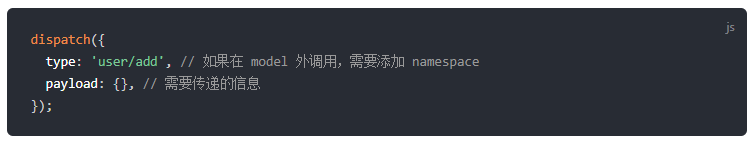 js
dispatch({
  type: 'user/add', // 如果在 model 外调用，需要添加 namespace
  payload: {}, // 需要传递的信息
});